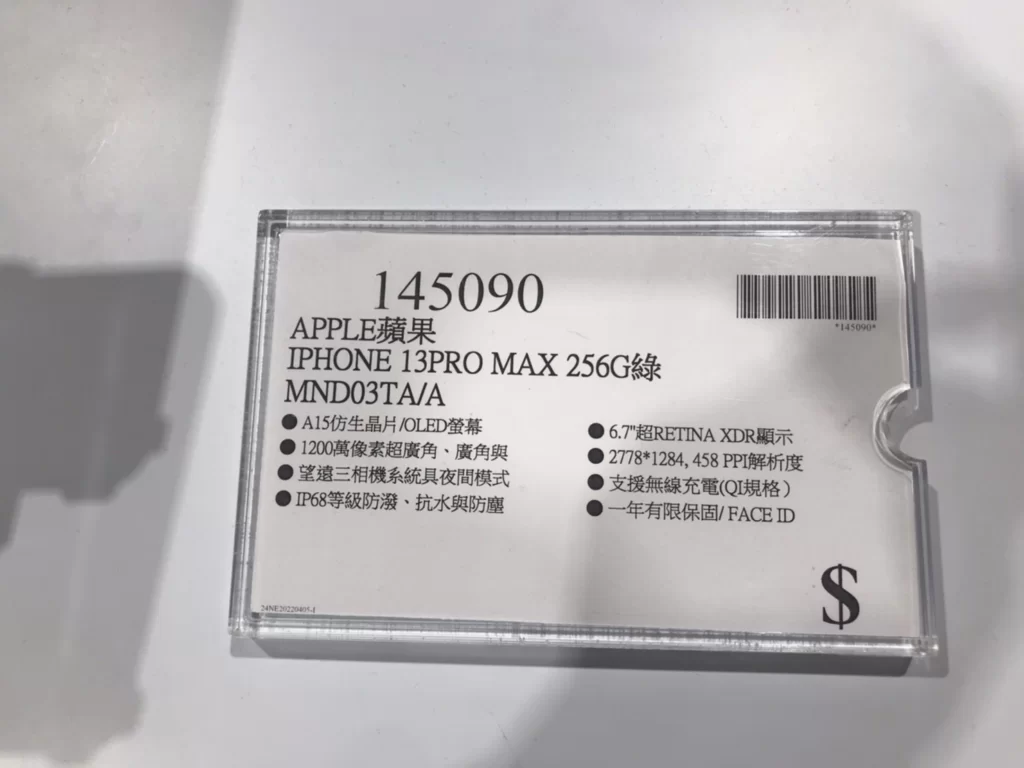 145090
*145090*
APPLE蘋果
IPHONE 13PRO MAX 256G綠
MND03TA/A
●A15仿生晶片/OLED螢幕
●1200萬像素超廣角、廣角與
●望遠三相機系統具夜間模式
●IP68等級防潑、抗水與防塵
●6.7"超RETINA XDR顯示
●2778*1284, 458 PPI解析度
●支援無線充電(QI規格)
●一年有限保固/ FACE ID
$
24NE20220405-I